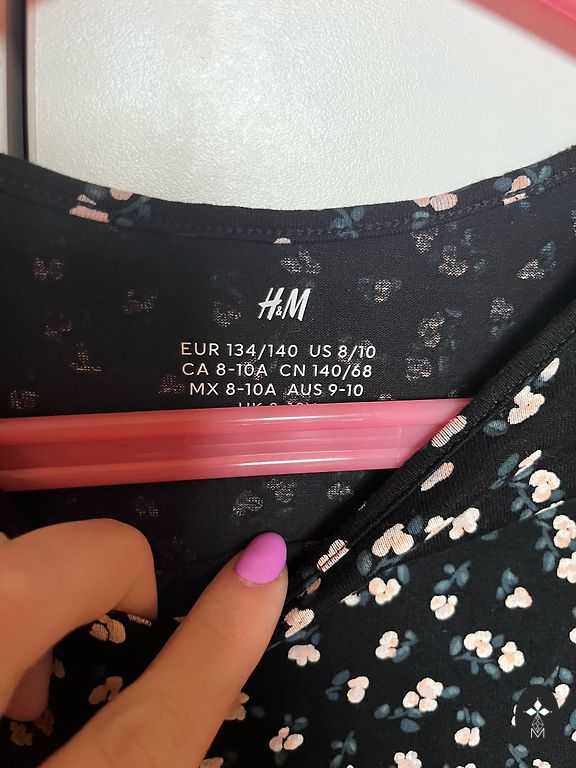 H&M
EUR 134/140 US 8/10
CA 8-10A CN 140/68
MX 8-10A AUS 9-10
M